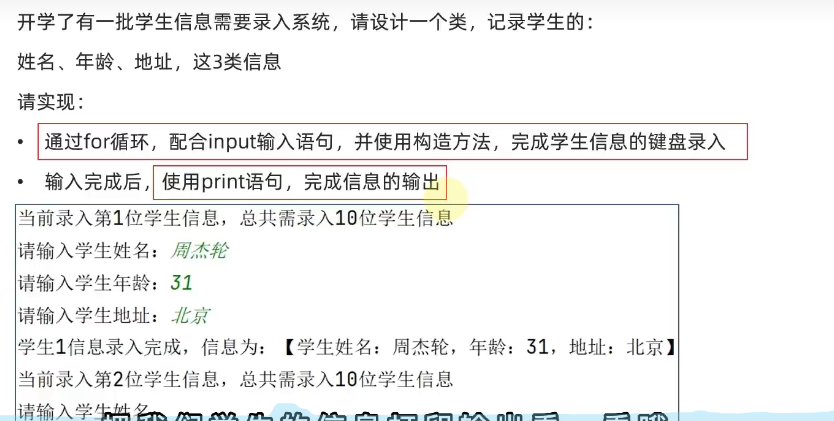 开学了有一批学生信息需要录入系统，请设计一个类，记录学生的：
姓名、年龄、地址，这3类信息
请实现：
• 通过for循环，配合input输入语句，并使用构造方法，完成学生信息的键盘录入
• 输入完成后，使用print语句，完成信息的输出
当前录入第1位学生信息，总共需录入10位学生信息
请输入学生姓名：周杰轮
请输入学生年龄：31
请输入学生地址：北京
学生1信息录入完成，信息为：【学生姓名：周杰轮，年龄：31，地址：北京】
当前录入第2位学生信息，总共需录入10位学生信息
请输入学生姓名